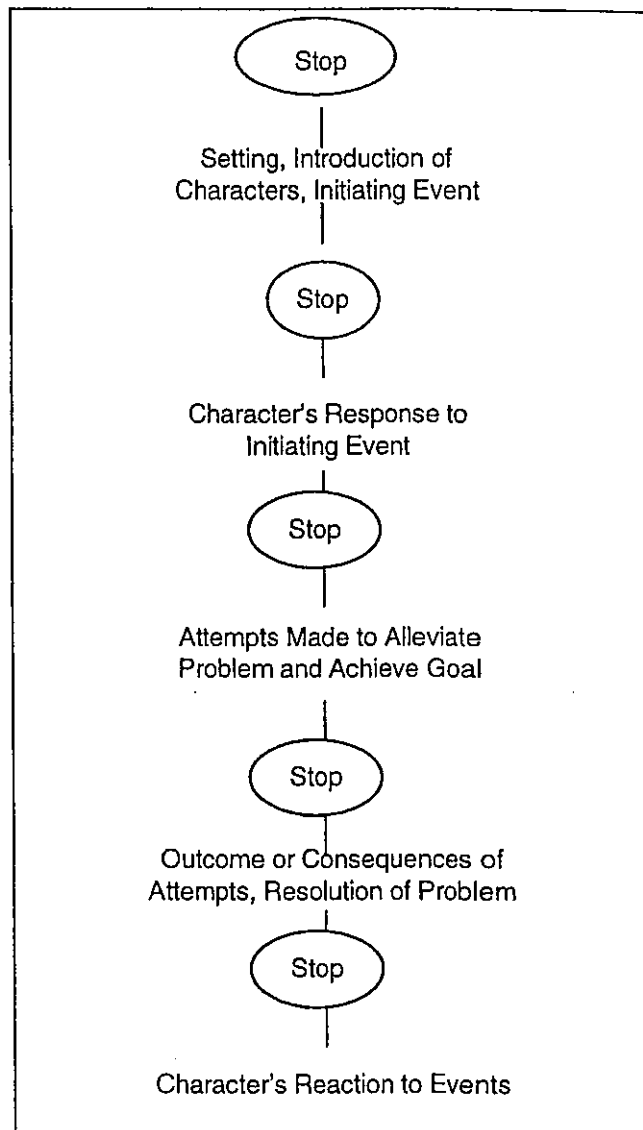 Stop
Setting, Introduction of
Characters, Initiating Event
Stop
Character's Response to
Initiating Event
Stop
Attempts Made to Alleviate
Problem and Achieve Goal
Stop
Outcome or Consequences of
Attempts, Resolution of Problem
Stop
Character's Reaction to Events